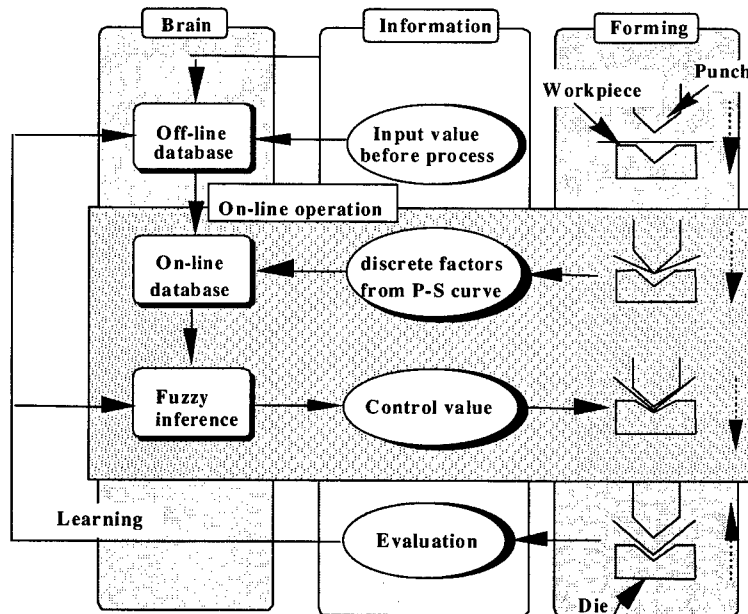 Brain
Information
Forming
Punch
Workpiece
Off-line
database
Input value
before process
On-line operation
On-line
database
discrete factors
from P-S curve
Fuzzy
inference
Control value
Learning
Evaluation
Die